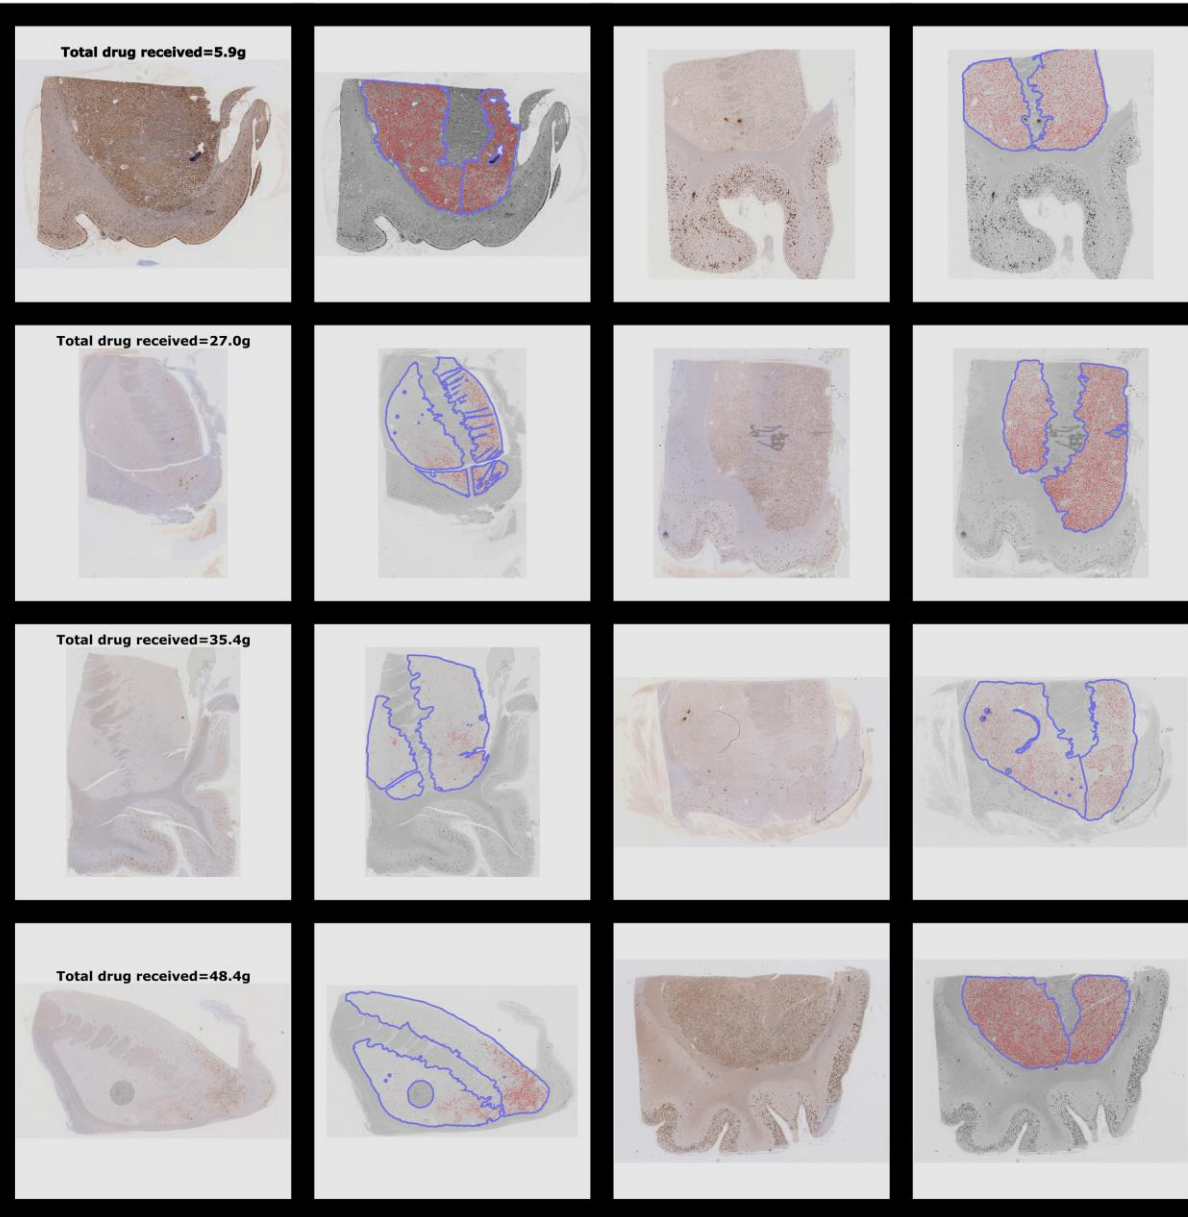 Total drug received=5.9g
Total drug received=27.0g
Total drug received=35.4g
Total drug received=48.4g